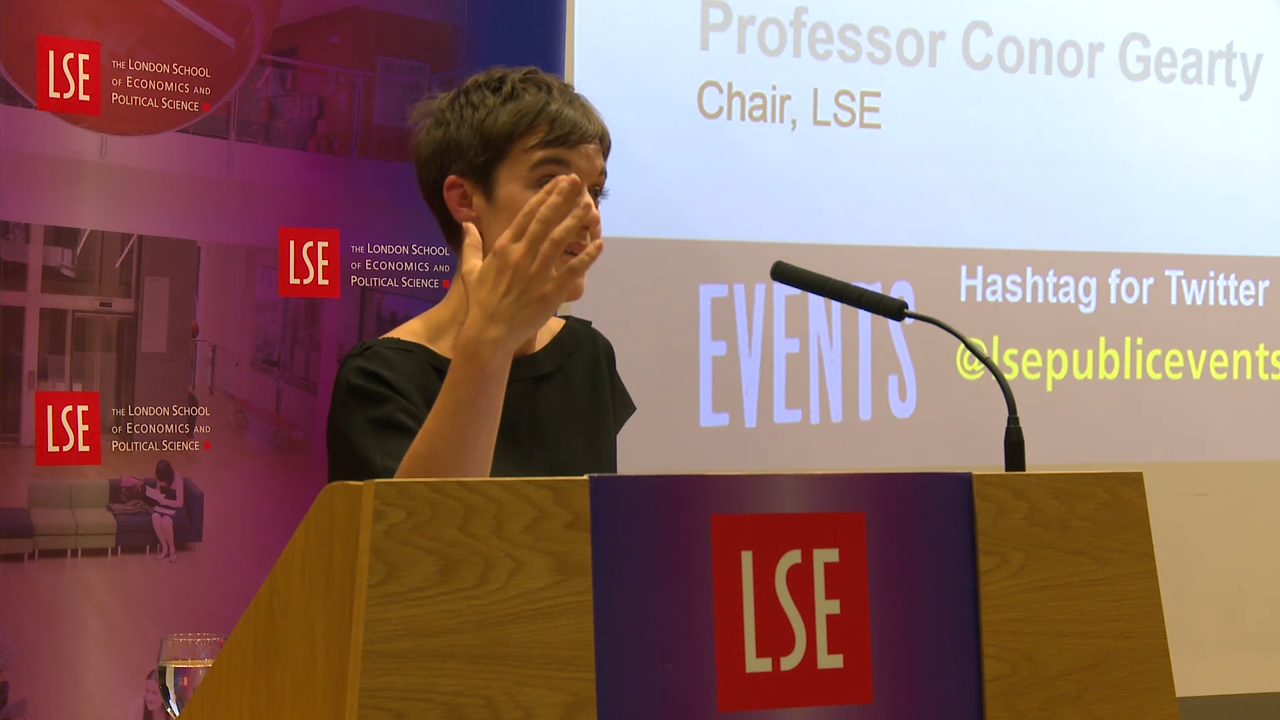 LSE
THE LONDON SCHOOL
OF ECONOMICS AND
POLITICAL SCIENCE
LSE
THE LONDON SCHOOL
OF ECONOMICS AND
POLITICAL SCIENCE
LSE
THE LONDON SCHOOL
OF ECONOMICS AND
POLITICAL SCIENCE
Professor Conor Gearty
Chair, LSE
EVENTS
Hashtag for Twitter
@lsepublicevents
LSE